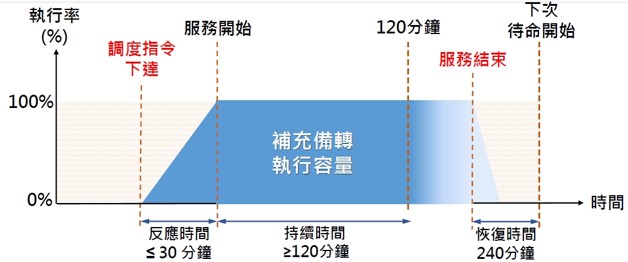 執行率
(%)
調度指令
下達
服務開始
120分鐘
服務結束
下次
待命開始
100%
補充備轉
執行容量
0%
時間
反應時間
≤ 30 分鐘
持續時間
≥120分鐘
恢復時間
240分鐘